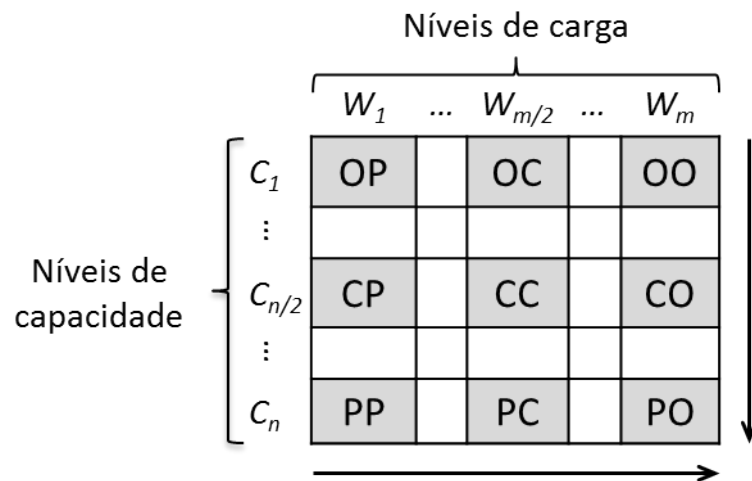 Níveis de carga
W1 ... Wm/2 ... Wm
C1 OP OC OO
...
Níveis de
capacidade
Cn/2 CP CC CO
...
Cn PP PC PO